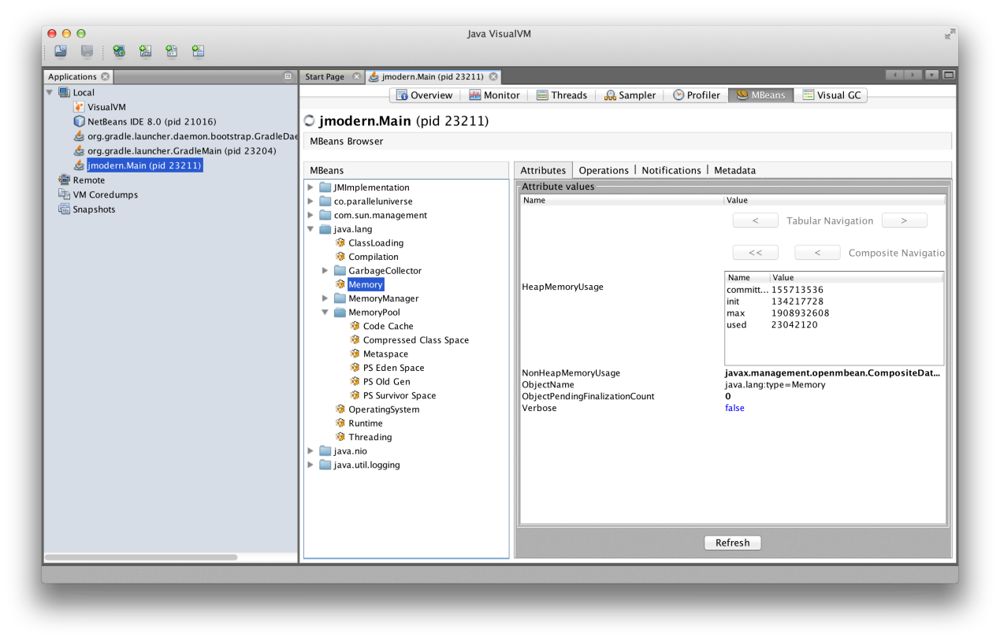 Java VisualVM
Applications
Start Page
jmodern.Main (pid 23211)
Local
VisualVM
NetBeans IDE 8.0 (pid 21016)
org.gradle.launcher.daemon.bootstrap.GradleDae
org.gradle.launcher.GradleMain (pid 23204)
jmodern.Main (pid 23211)
Remote
VM Coredumps
Snapshots
Overview
Monitor
Threads
Sampler
Profiler
MBeans
Visual GC
jmodern.Main (pid 23211)
MBeans Browser
MBeans
JMImplementation
co.paralleluniverse
com.sun.management
java.lang
ClassLoading
Compilation
GarbageCollector
Memory
MemoryManager
MemoryPool
Code Cache
Compressed Class Space
Metaspace
PS Eden Space
PS Old Gen
PS Survivor Space
OperatingSystem
Runtime
Threading
java.nio
java.util.logging
Attributes Operations Notifications Metadata
Attribute values
Name Value
< Tabular Navigation >
<< < Composite Navigatio
HeapMemoryUsage
Name Value
committ... 155713536
init 134217728
max 1908932608
used 23042120
NonHeapMemoryUsage javax.management.openmbean.CompositeDat...
ObjectName java.lang:type=Memory
ObjectPendingFinalizationCount 0
Verbose false
Refresh